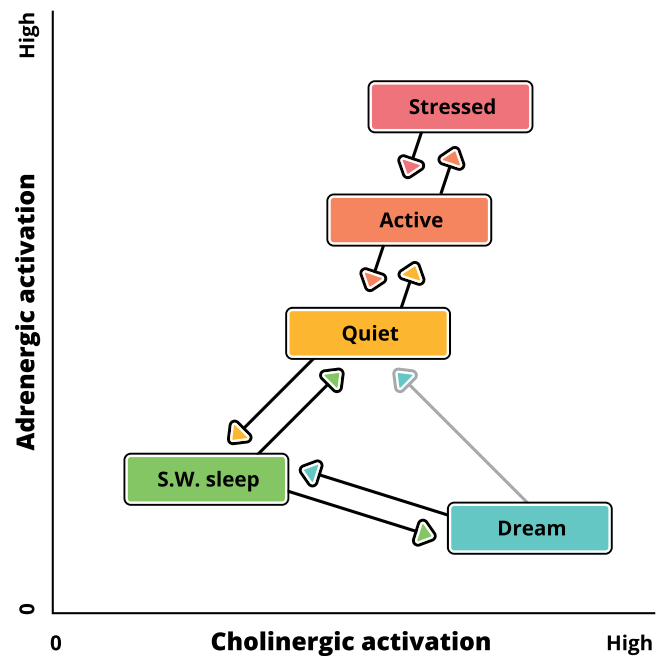 High
Stressed
Active
Adrenergic activation
Quiet
S.W. sleep
Dream
0
0
Cholinergic activation
High